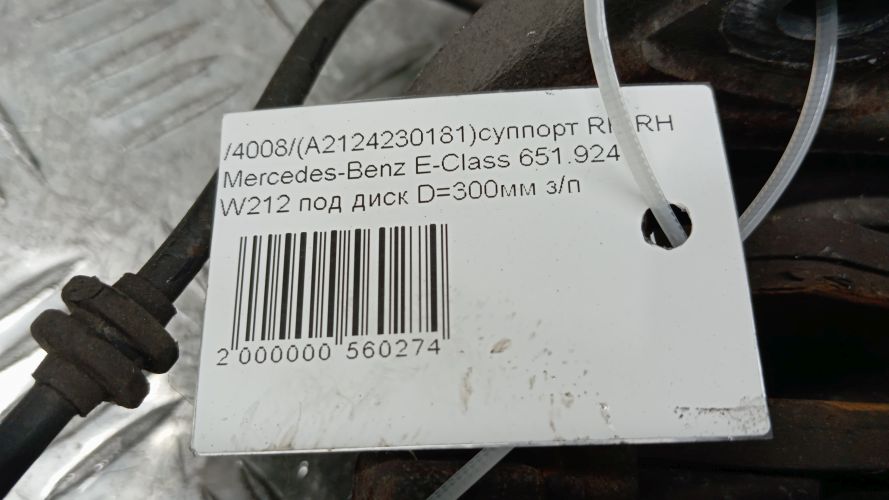 /4008/(A2124230181)суппорт RH
Mercedes-Benz E-Class 651.924
W212 под диск D=300мм з/п
2 000000 560274